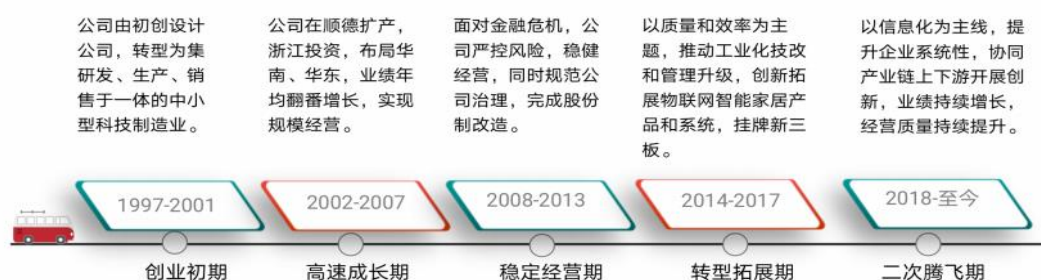 公司由初创设计
公司，转型为集
研发、生产、销
售于一体的中小
型科技制造业。
公司在顺德扩产，
浙江投资，布局华
南、华东，业绩年
均翻番增长，实现
规模经营。
面对金融危机，公
司严控风险，稳健
经营，同时规范公
司治理，完成股份
制改造。
以质量和效率为主
题，推动工业化技改
和管理升级，创新拓
展物联网智能家居产
品和系统，挂牌新三
板。
以信息化为主线，提
升企业系统性，协同
产业链上下游开展创
新，业绩持续增长，
经营质量持续提升。
1997-2001
2002-2007
2008-2013
2014-2017
2018-至今
创业初期
高速成长期
稳定经营期
转型拓展期
二次腾飞期